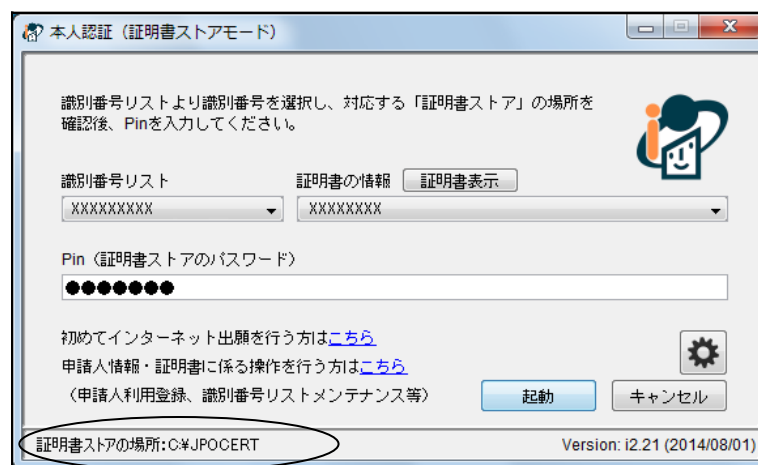 本人認証（証明書ストアモード）
識別番号リストより識別番号を選択し、対応する「証明書ストア」の場所を
確認後、Pinを入力してください。
識別番号リスト 証明書の情報 証明書表示
XXXXXXXXX XXXXXXXX
Pin（証明書ストアのパスワード）
●●●●●●●
初めてインターネット出願を行う方はこちら
申請人情報・証明書に係る操作を行う方はこちら
（申請人利用登録、識別番号リストメンテナンス等） 起動 キャンセル
証明書ストアの場所:C:¥JPOCERT Version: i2.21 (2014/08/01)